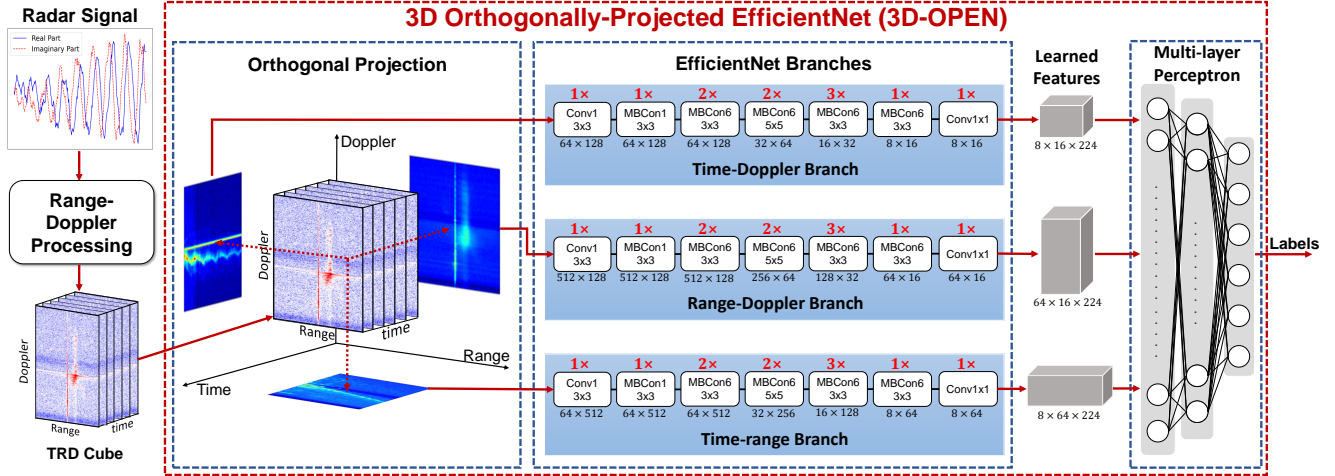 Radar Signal
Real Part
Imaginary Part
Range-
Doppler
Processing
Doppler
Range
time
TRD Cube
3D Orthogonally-Projected EfficientNet (3D-OPEN)
Orthogonal Projection
Doppler
Doppler
Range
time
Range
Time
EfficientNet Branches
1× 1× 2× 2× 3× 1× 1×
Conv1 MBCon1 MBCon6 MBCon6 MBCon6 MBCon6 Conv1x1
3x3 3x3 3x3 5x5 3x3 3x3
64 × 128 64 × 128 64 × 128 32 × 64 16 × 32 8 × 16 8 × 16
Time-Doppler Branch
1× 1× 2× 2× 3× 1× 1×
Conv1 MBCon1 MBCon6 MBCon6 MBCon6 MBCon6 Conv1x1
3x3 3x3 3x3 5x5 3x3 3x3
512 × 128 512 × 128 512 × 128 256 × 64 128 × 32 64 × 16 64 × 16
Range-Doppler Branch
1× 1× 2× 2× 3× 1× 1×
Conv1 MBCon1 MBCon6 MBCon6 MBCon6 MBCon6 Conv1x1
3x3 3x3 3x3 5x5 3x3 3x3
64 × 512 64 × 512 64 × 512 32 × 256 16 × 128 8 × 64 8 × 64
Time-range Branch
Learned
Features
8 × 16 × 224
64 × 16 × 224
8 × 64 × 224
Multi-layer
Perceptron
Labels